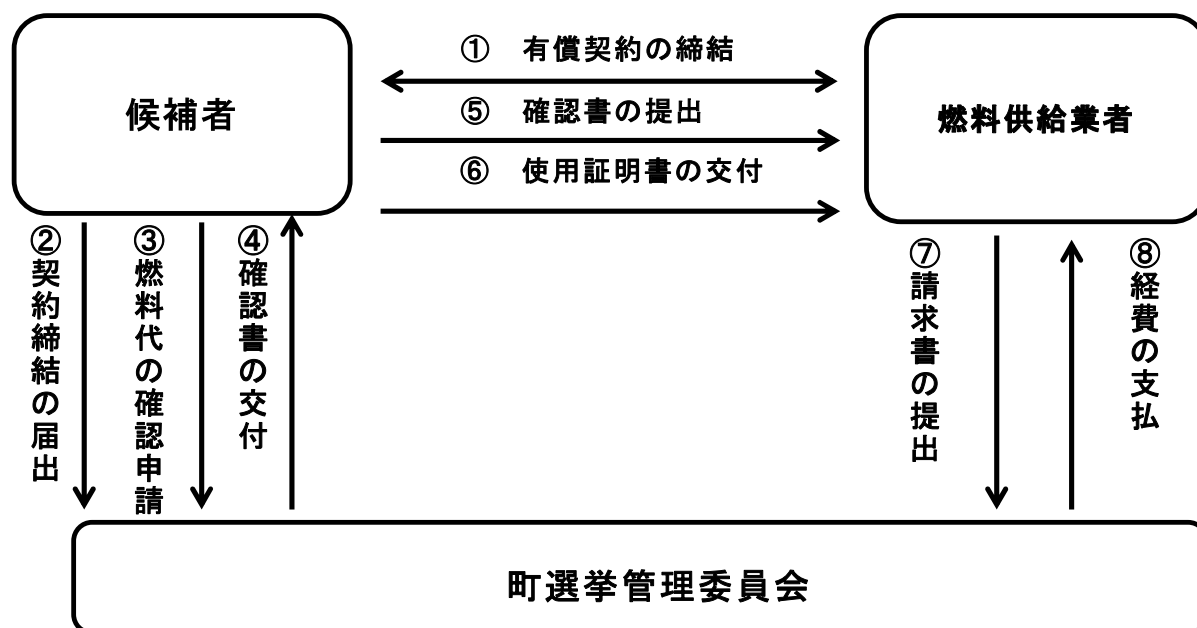 候補者
① 有償契約の締結
⑤ 確認書の提出
⑥ 使用証明書の交付
燃料供給業者
②契約締結の届出
③燃料代の確認申請
④確認書の交付
⑦請求書の提出
⑧経費の支払
町選挙管理委員会